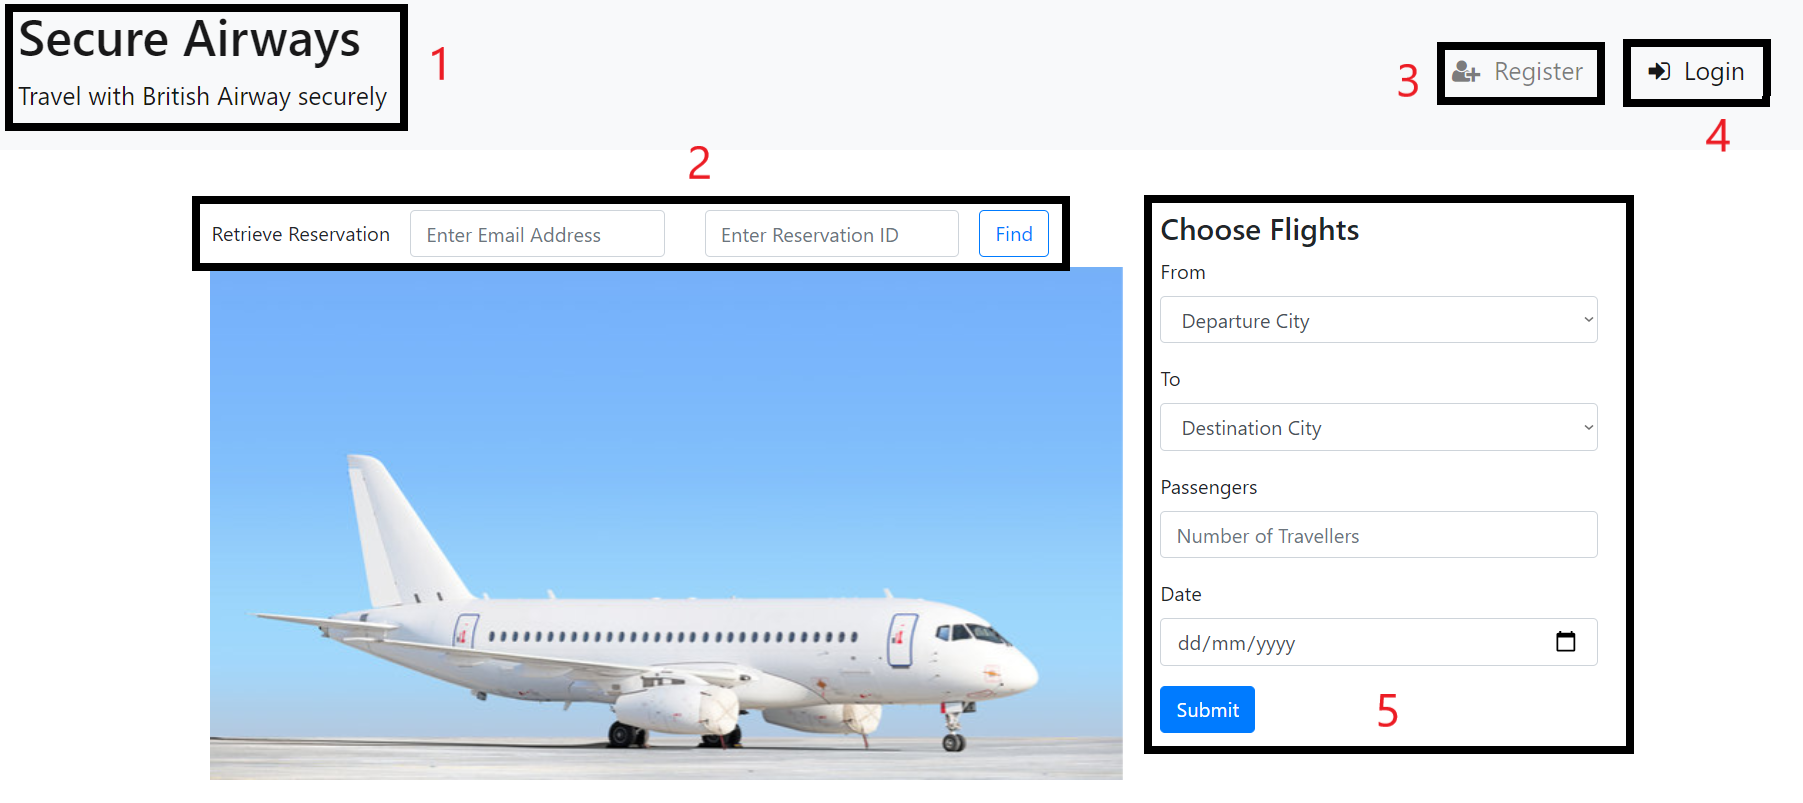 Secure Airways
Travel with British Airway securely
1
3
Register
Login
4
2
Retrieve Reservation
Enter Email Address
Enter Reservation ID
Find
Choose Flights
From
Departure City
To
Destination City
Passengers
Number of Travellers
Date
dd/mm/yyyy
Submit
5